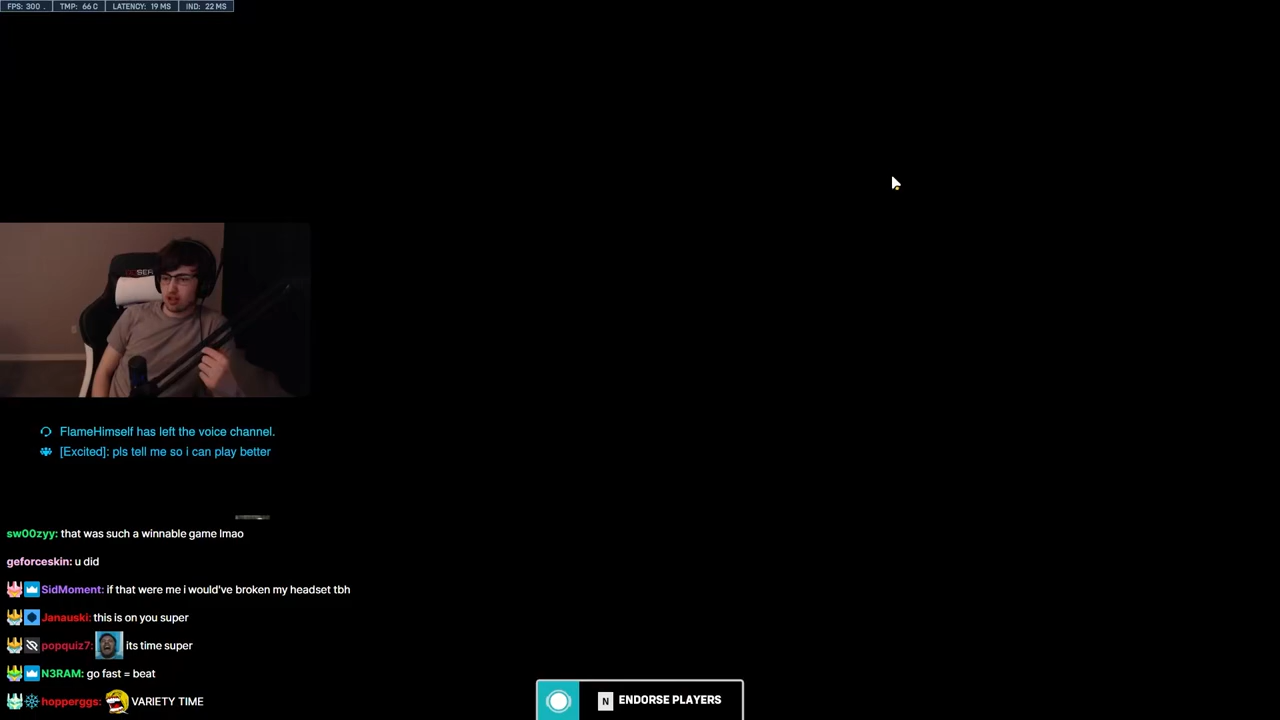 FPS: 300 . TMP: 66 C LATENCY: 19 MS IND: 22 MS
FlameHimself has left the voice channel.
[Excited]: pls tell me so i can play better
sw00zyy: that was such a winnable game lmao
geforceskin: u did
SidMoment: if that were me i would've broken my headset tbh
Janauski: this is on you super
popquiz7: its time super
N3RAM: go fast = beat
hopperggs: VARIETY TIME
N ENDORSE PLAYERS